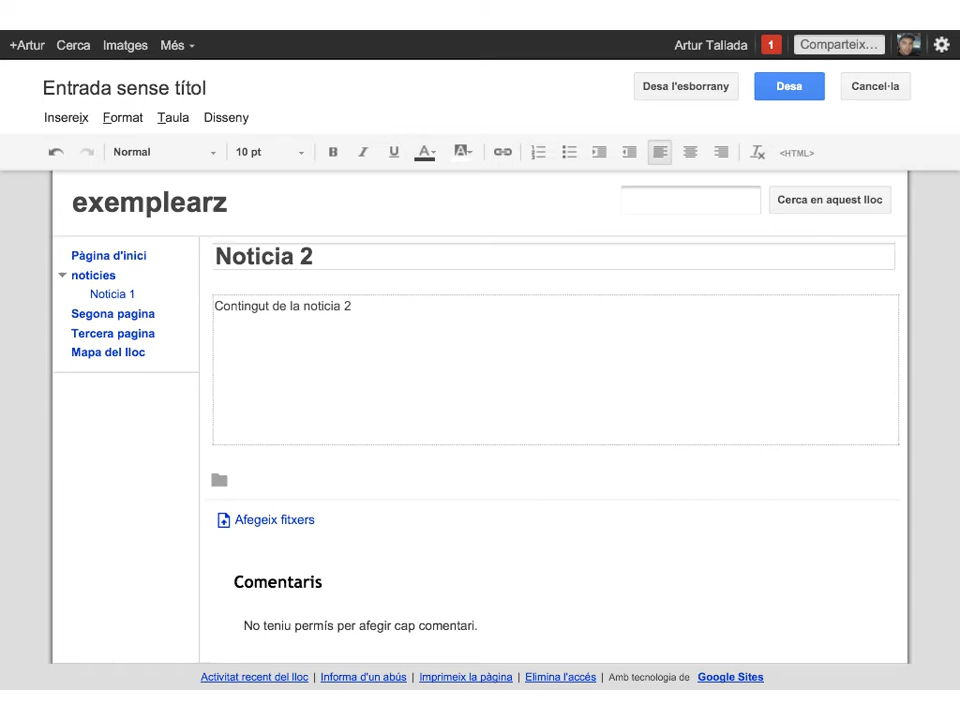 +Artur Cerca Imatges Més Artur Tallada 1 Comparteix...
Entrada sense títol Desa l'esborrany Desa Cancel·la
Insereix Format Taula Disseny
Normal 10 pt B I U A A <HTML>
exemplearz Cerca en aquest lloc
Pàgina d'inici
noticies
Noticia 1
Segona pagina
Tercera pagina
Mapa del lloc
Noticia 2
Contingut de la noticia 2
Afegeix fitxers
Comentaris
No teniu permís per afegir cap comentari.
Activitat recent del lloc | Informa d'un abús | Imprimeix la pàgina | Elimina l'accés | Amb tecnologia de Google Sites